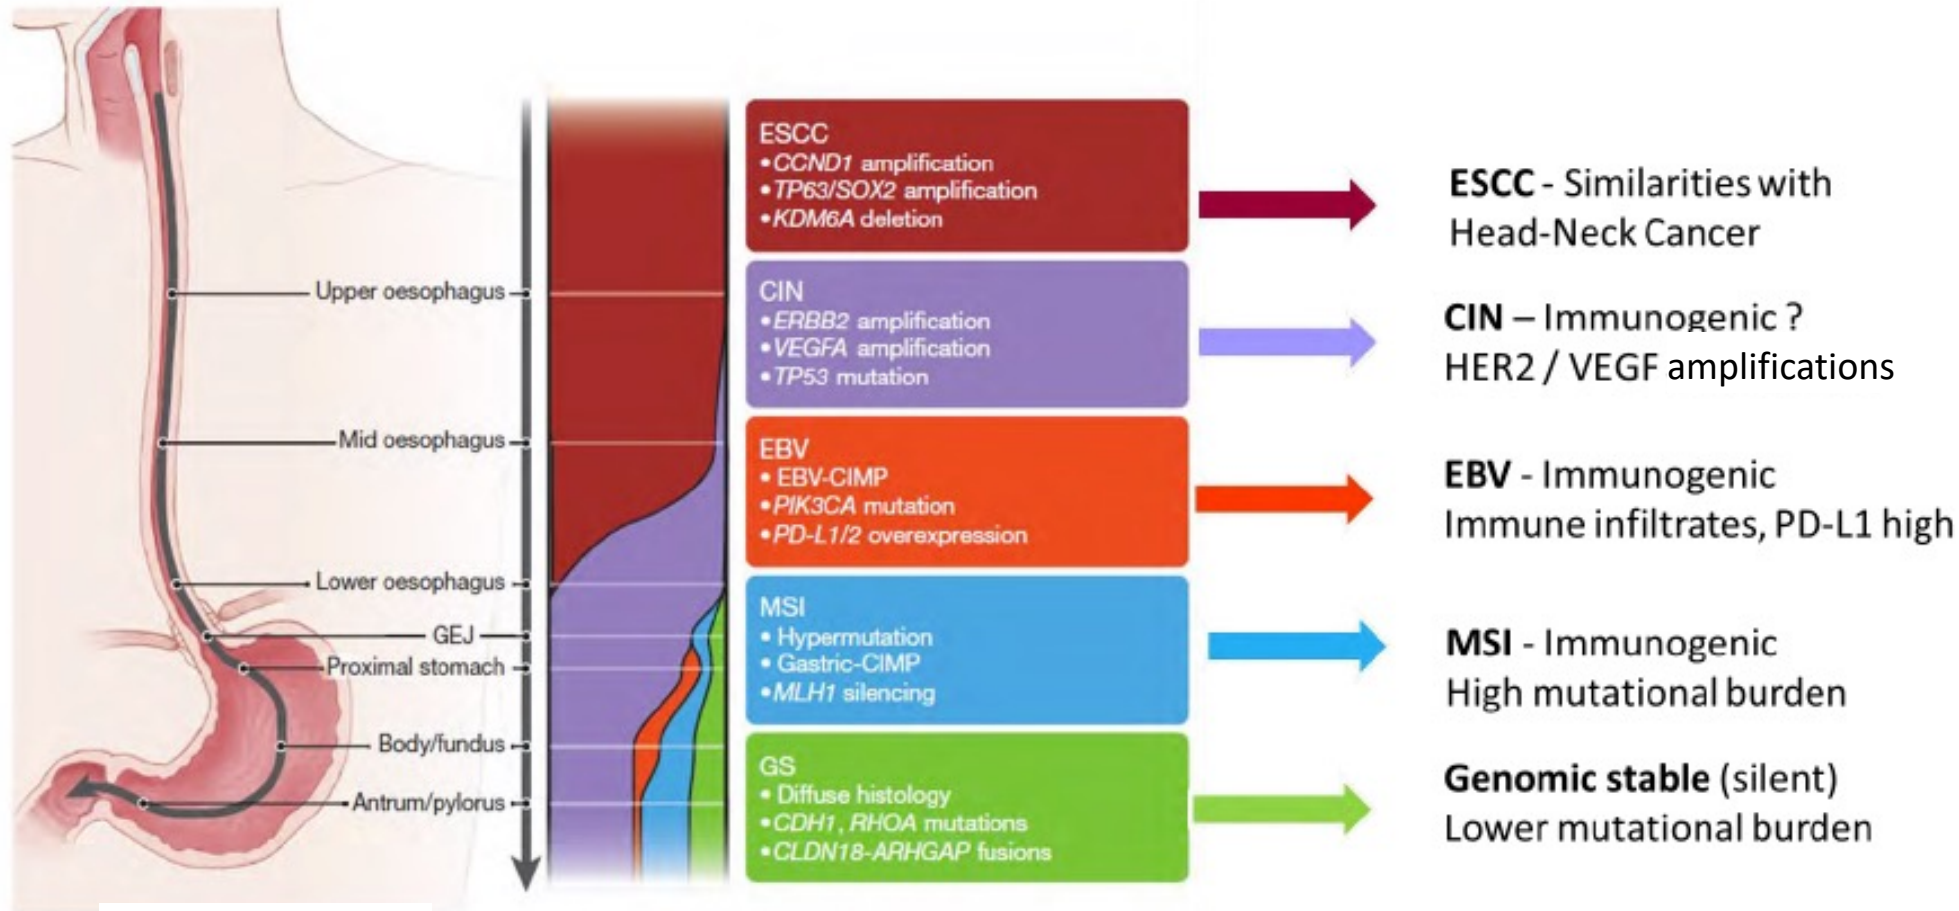 Upper oesophagus
Mid oesophagus
Lower oesophagus
GEJ
Proximal stomach
Body/fundus
Antrum/pylorus
ESCC
•CCND1 amplification
•TP63/SOX2 amplification
•KDM6A deletion
CIN
•ERBB2 amplification
•VEGFA amplification
•TP53 mutation
EBV
• EBV-CIMP
•PIK3CA mutation
•PD-L1/2 overexpression
MSI
• Hypermutation
• Gastric-CIMP
•MLH1 silencing
GS
• Diffuse histology
•CDH1, RHOA mutations
•CLDN18-ARHGAP fusions
ESCC - Similarities with
Head-Neck Cancer
CIN – Immunogenic ?
HER2 / VEGF amplifications
EBV - Immunogenic
Immune infiltrates, PD-L1 high
MSI - Immunogenic
High mutational burden
Genomic stable (silent)
Lower mutational burden